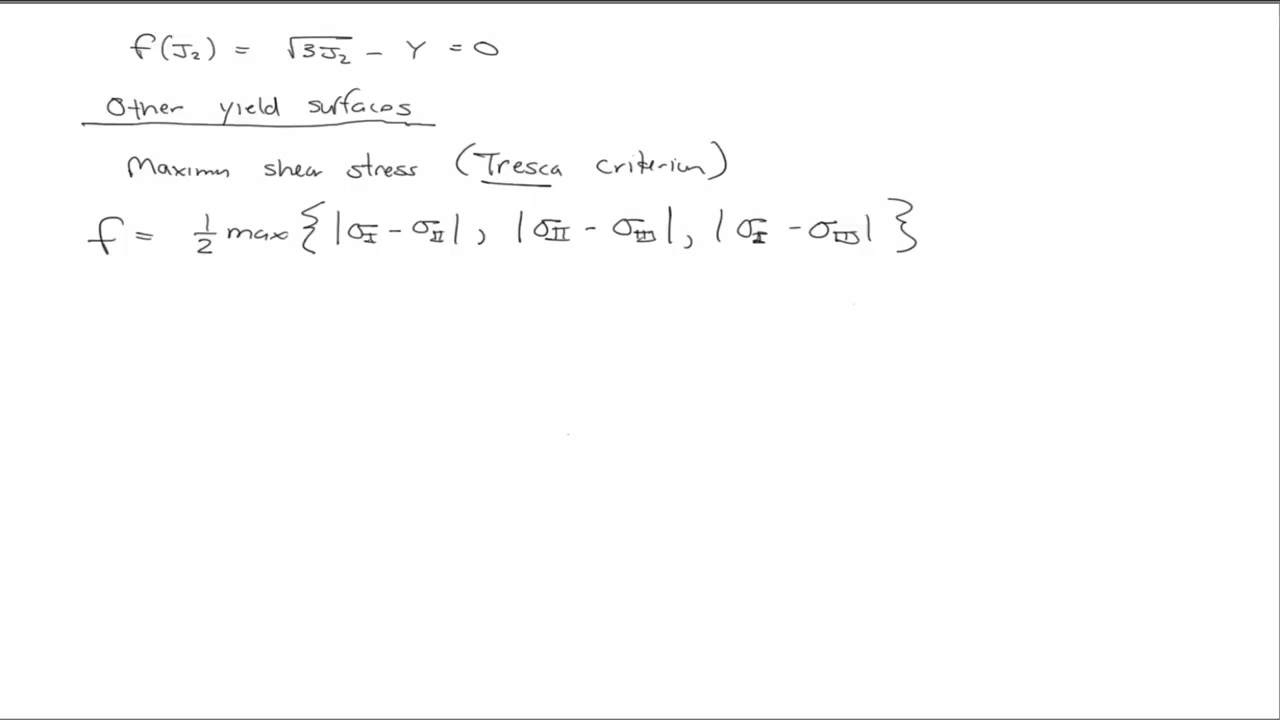 f(J₂) = √3J₂ - Y = 0
Other yield surfaces
Maximum shear stress (Tresca criterium)
f = 1/2 max{|σ_I - σ_II|, |σ_II - σ_III|, |σ_I - σ_III|}